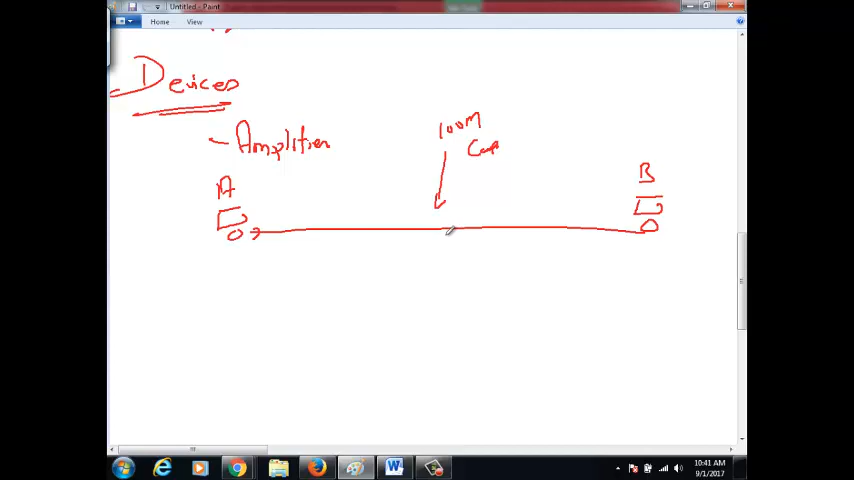 Untitled - Paint
Home View
Devices
- Amplifier
100M
A
B
10:41 AM
9/1/2017